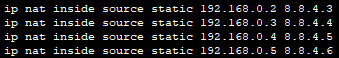 ip nat inside source static 192.168.0.2 8.8.4.3
ip nat inside source static 192.168.0.3 8.8.4.4
ip nat inside source static 192.168.0.4 8.8.4.5
ip nat inside source static 192.168.0.5 8.8.4.6